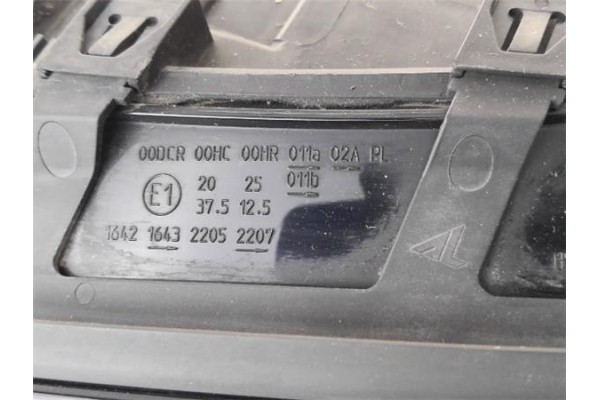 00DCR 00HC 00HR 011a 02A PL
E1 20 25 011b
37.5 12.5
1642 1643 2205 2207
AL